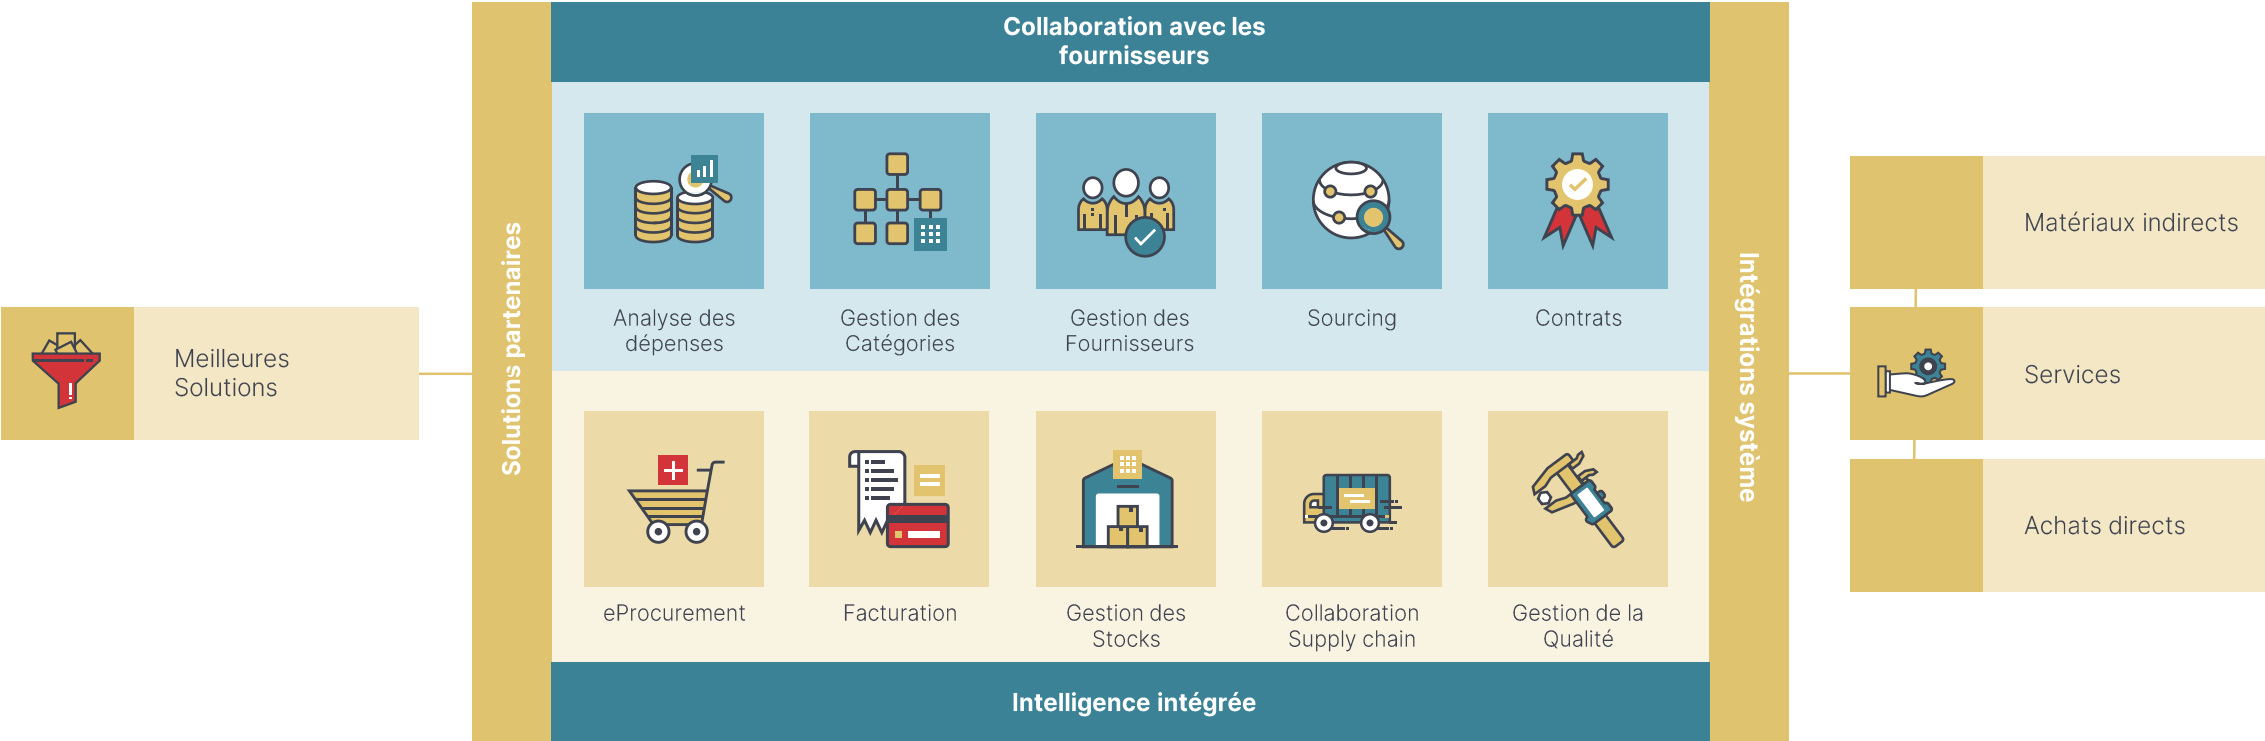 Collaboration avec les
fournisseurs
Meilleures
Solutions
Solutions partenaires
Analyse des
dépenses
Gestion des
Catégories
Gestion des
Fournisseurs
Sourcing
Contrats
eProcurement
Facturation
Gestion des
Stocks
Collaboration
Supply chain
Gestion de la
Qualité
Intelligence intégrée
Intégrations système
Matériaux indirects
Services
Achats directs